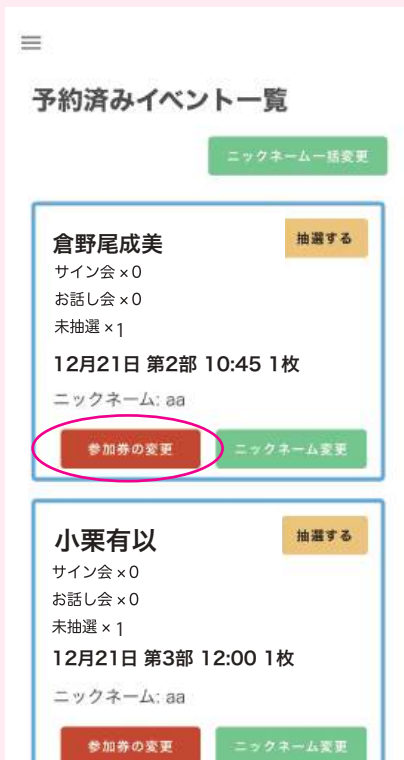 予約済みイベント一覧
ニックネーム一括変更
倉野尾成美
抽選する
サイン会 ×0
お話し会 ×0
未抽選 ×1
12月21日 第2部 10:45 1枚
ニックネーム: aa
参加券の変更
ニックネーム変更
小栗有以
抽選する
サイン会 ×0
お話し会 ×0
未抽選 × 1
12月21日 第3部 12:00 1枚
ニックネーム: aa
参加券の変更
ニックネーム変更